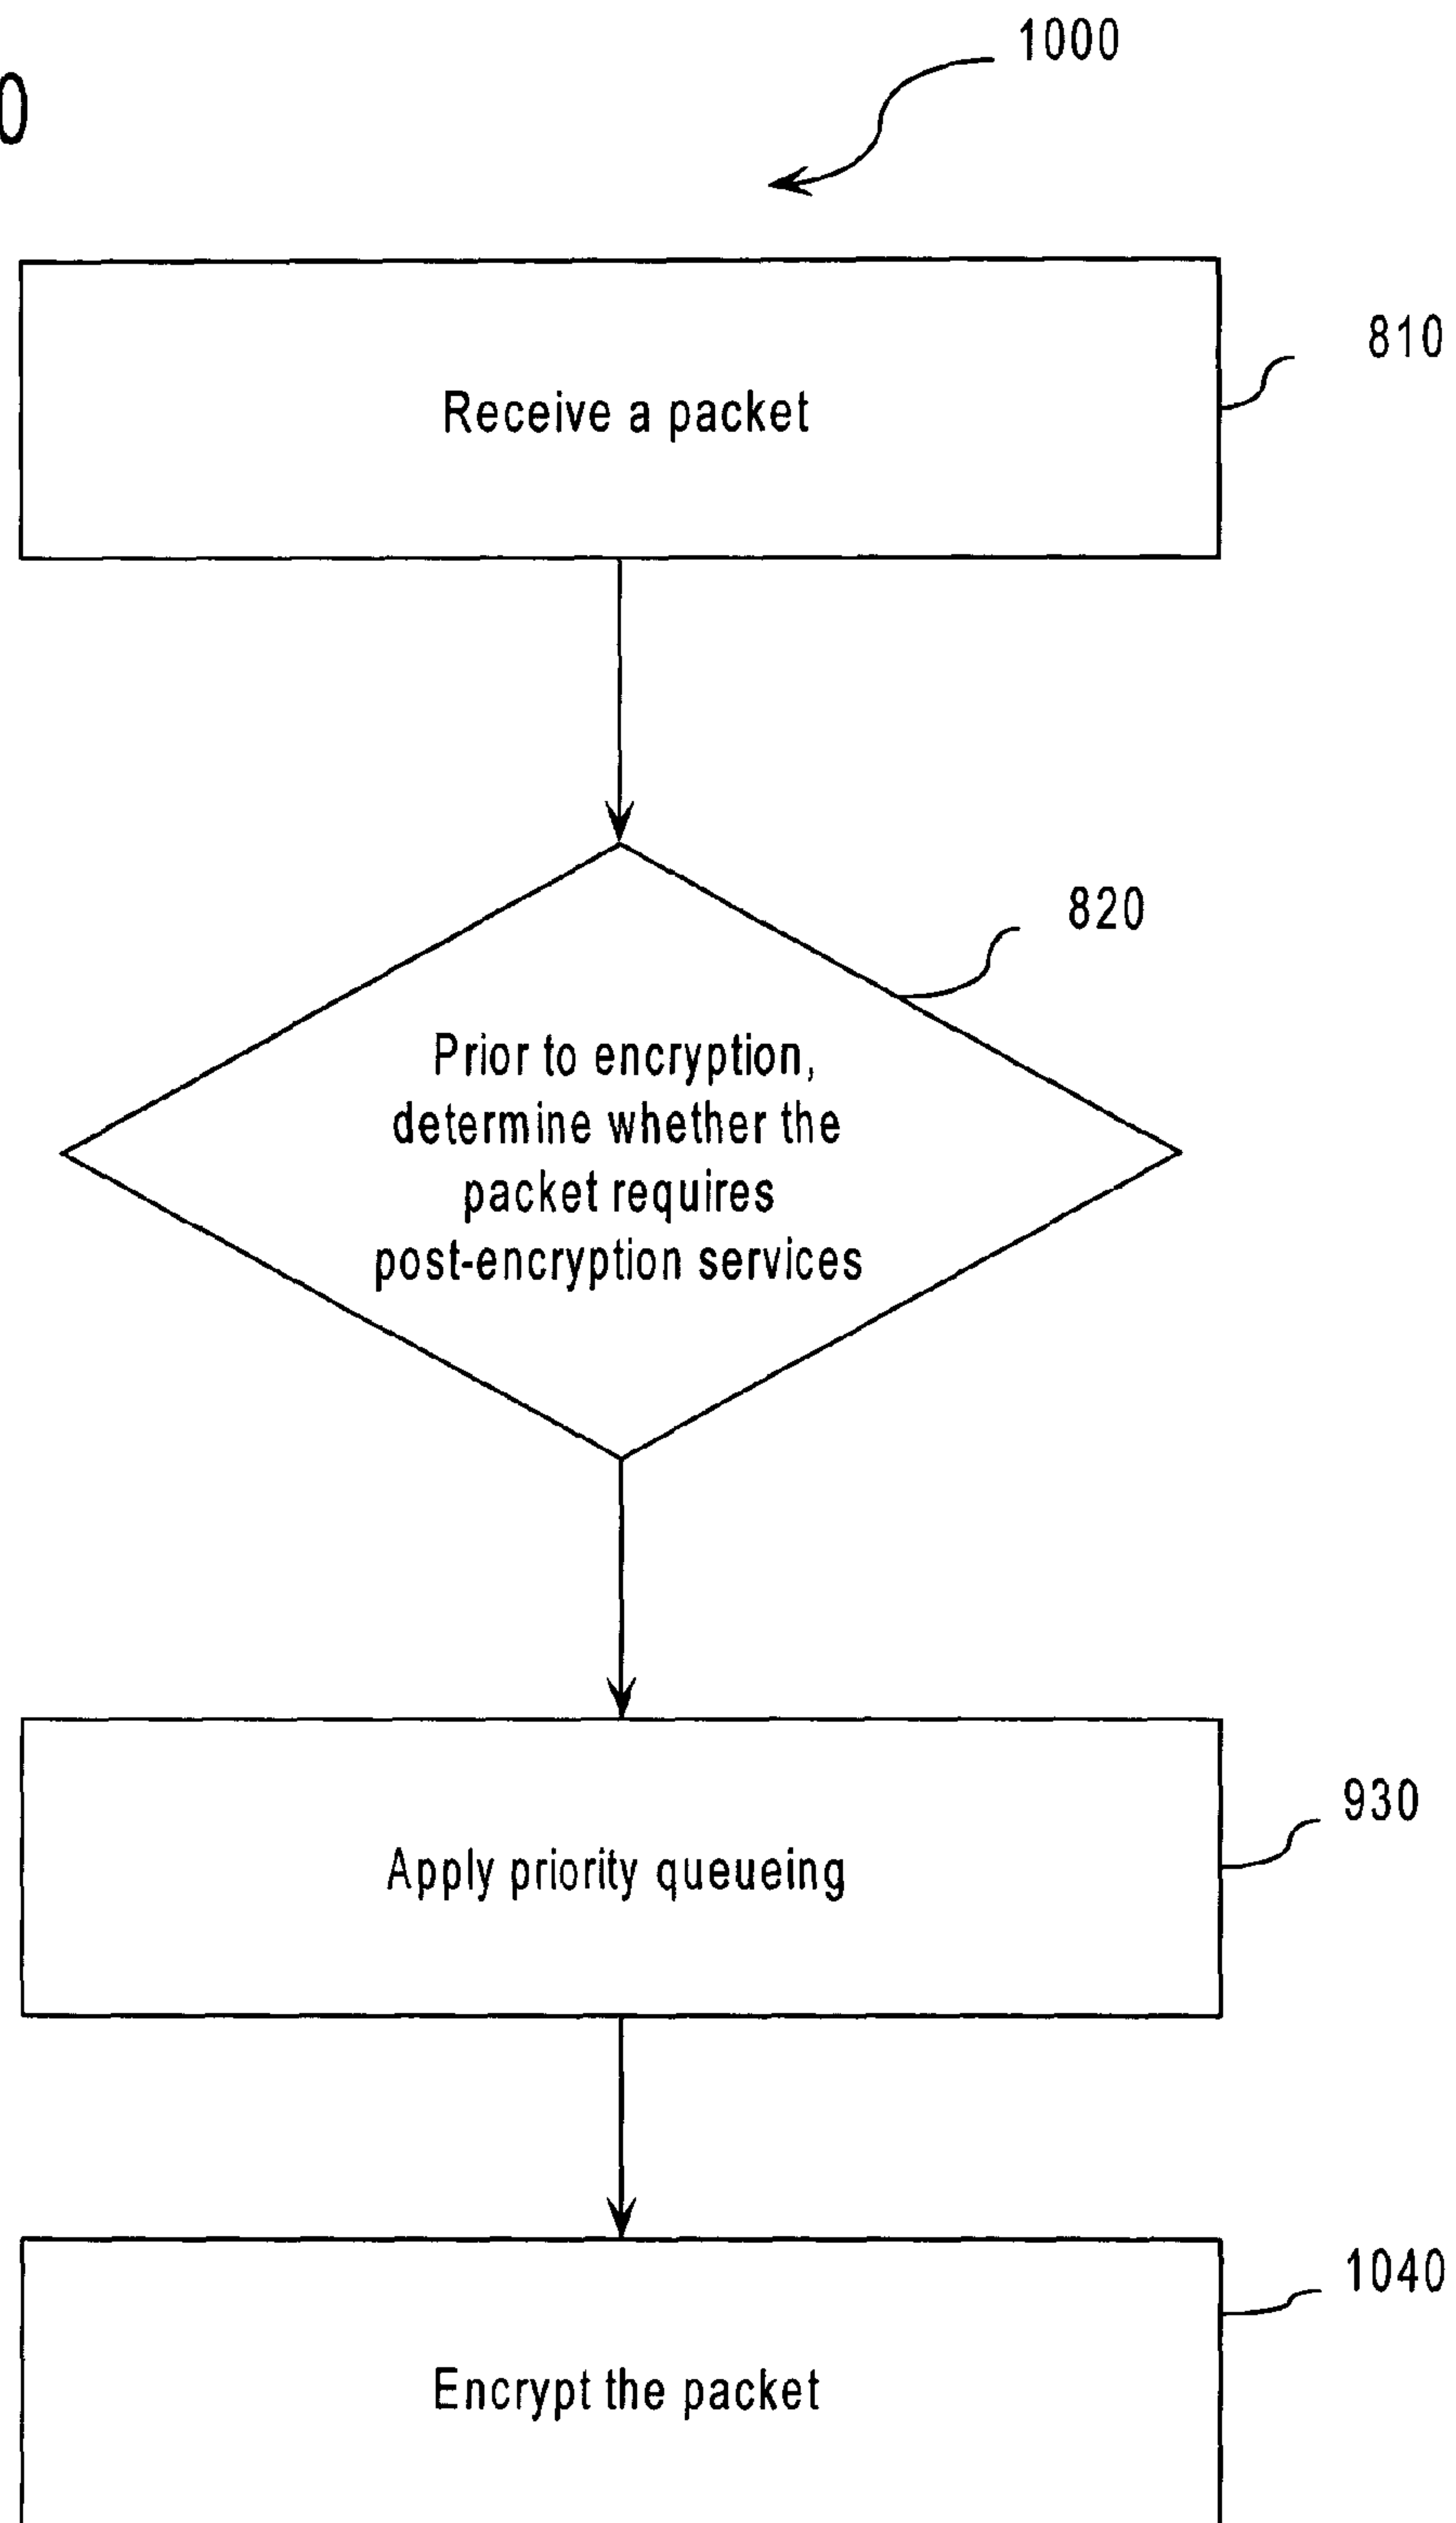 0
1000
Receive a packet
810
820
Prior to encryption,
determine whether the
packet requires
post-encryption services
930
Apply priority queueing
1040
Encrypt the packet